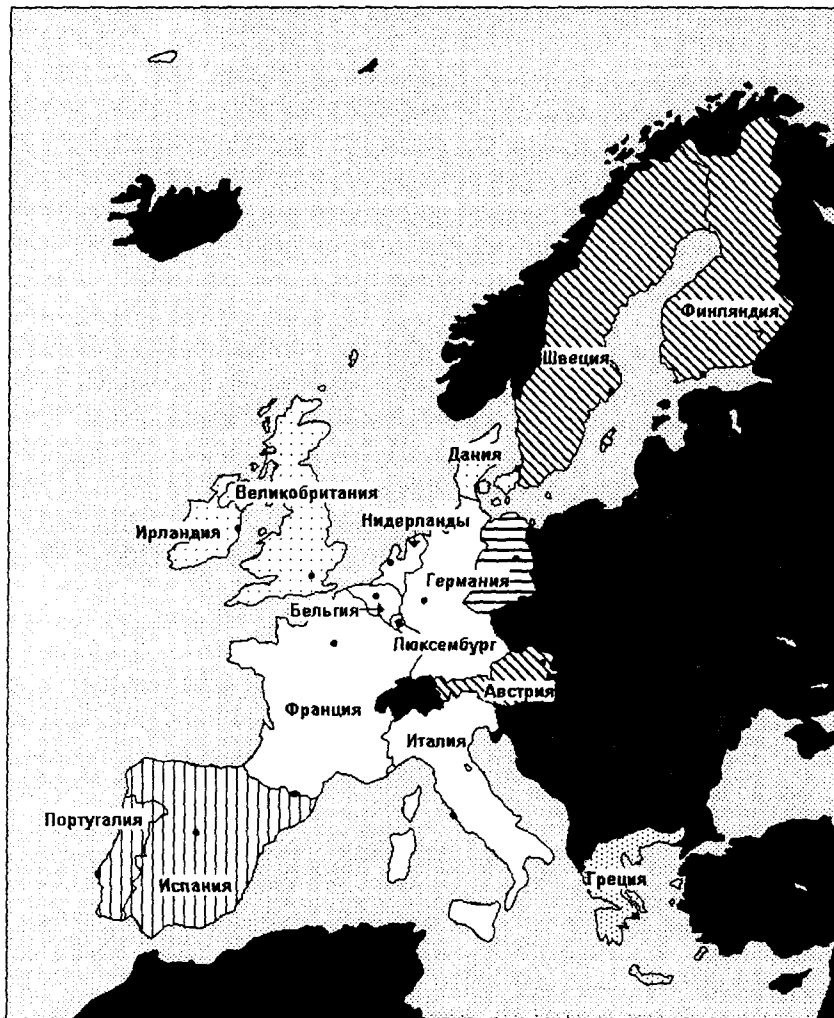 Финляндия
Швеция
Дания
Великобритания
Нидерланды
Ирландия
Германия
Бельгия
Люксембург
Австрия
Франция
Италия
Португалия
Испания
Греция